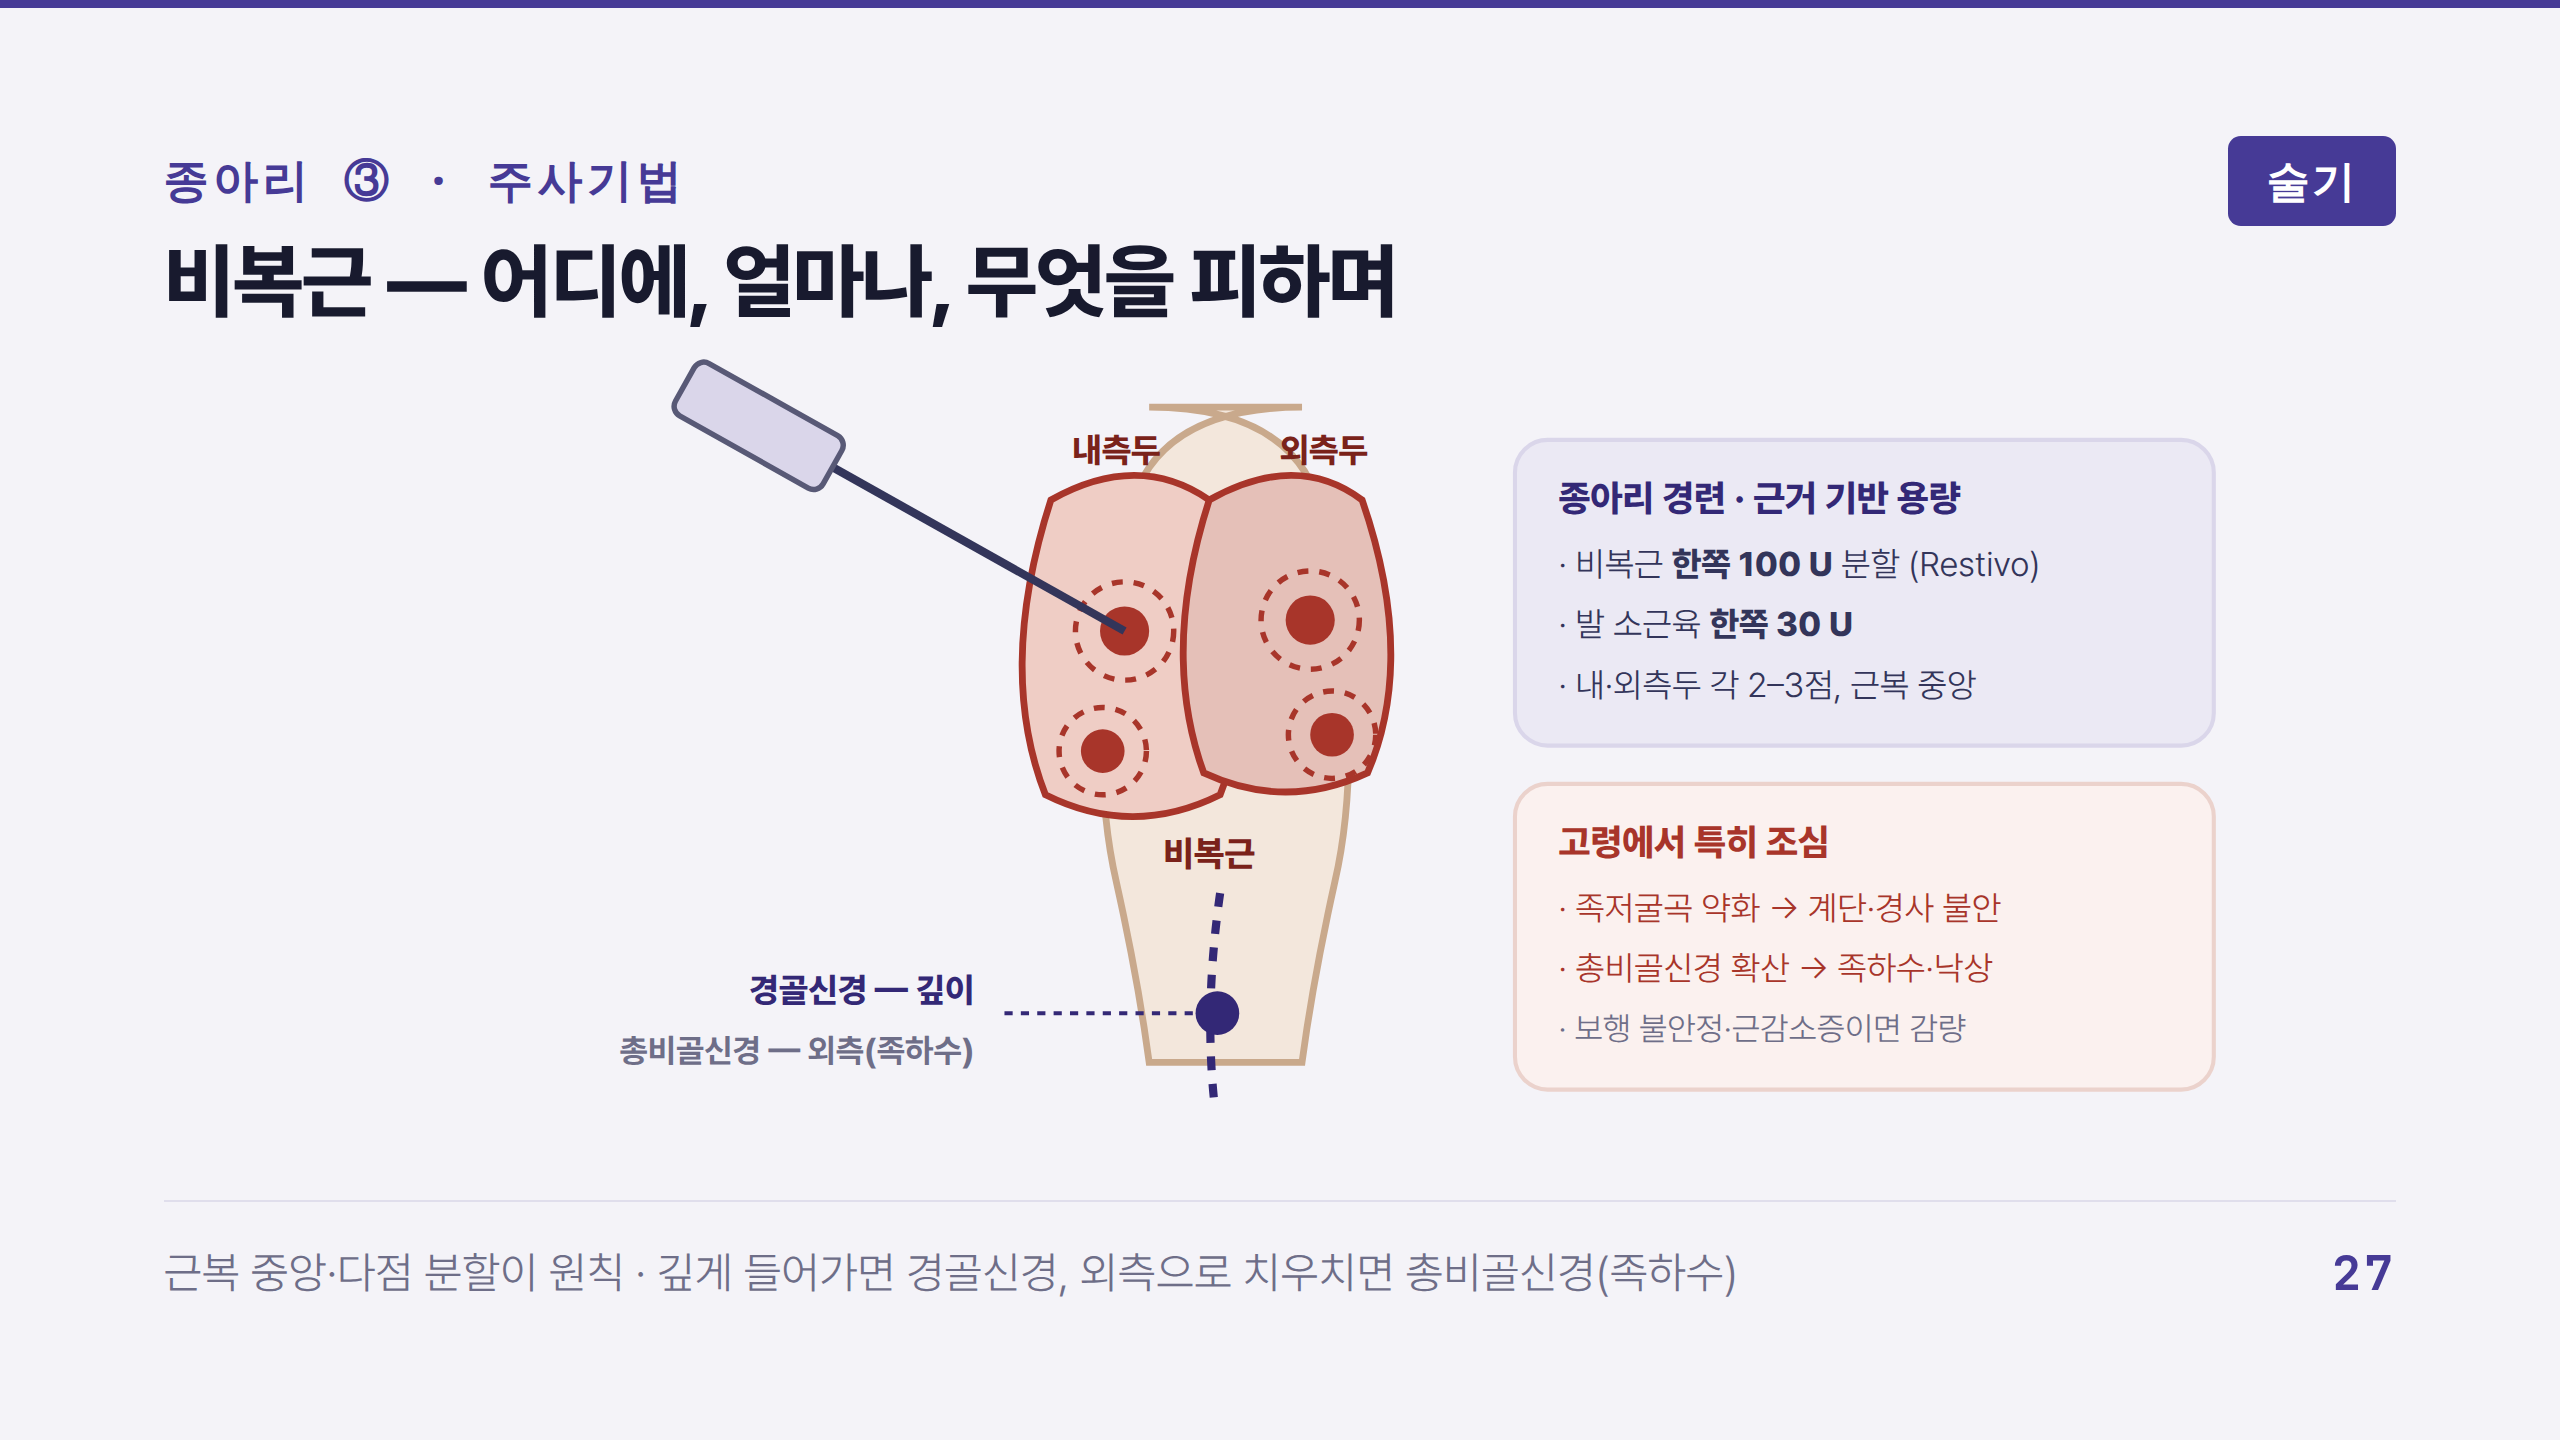 종아리 ③ · 주사기법
술기
비복근 — 어디에, 얼마나, 무엇을 피하며
내측두
외측두
비복근
경골신경 — 깊이
총비골신경 — 외측(족하수)
종아리 경련 · 근거 기반 용량
· 비복근 한쪽 100 U 분할 (Restivo)
· 발 소근육 한쪽 30 U
· 내·외측두 각 2–3점, 근복 중앙
고령에서 특히 조심
· 족저굴곡 약화 → 계단·경사 불안
· 총비골신경 확산 → 족하수·낙상
· 보행 불안정·근감소증이면 감량
근복 중앙·다점 분할이 원칙 · 깊게 들어가면 경골신경, 외측으로 치우치면 총비골신경(족하수)
27